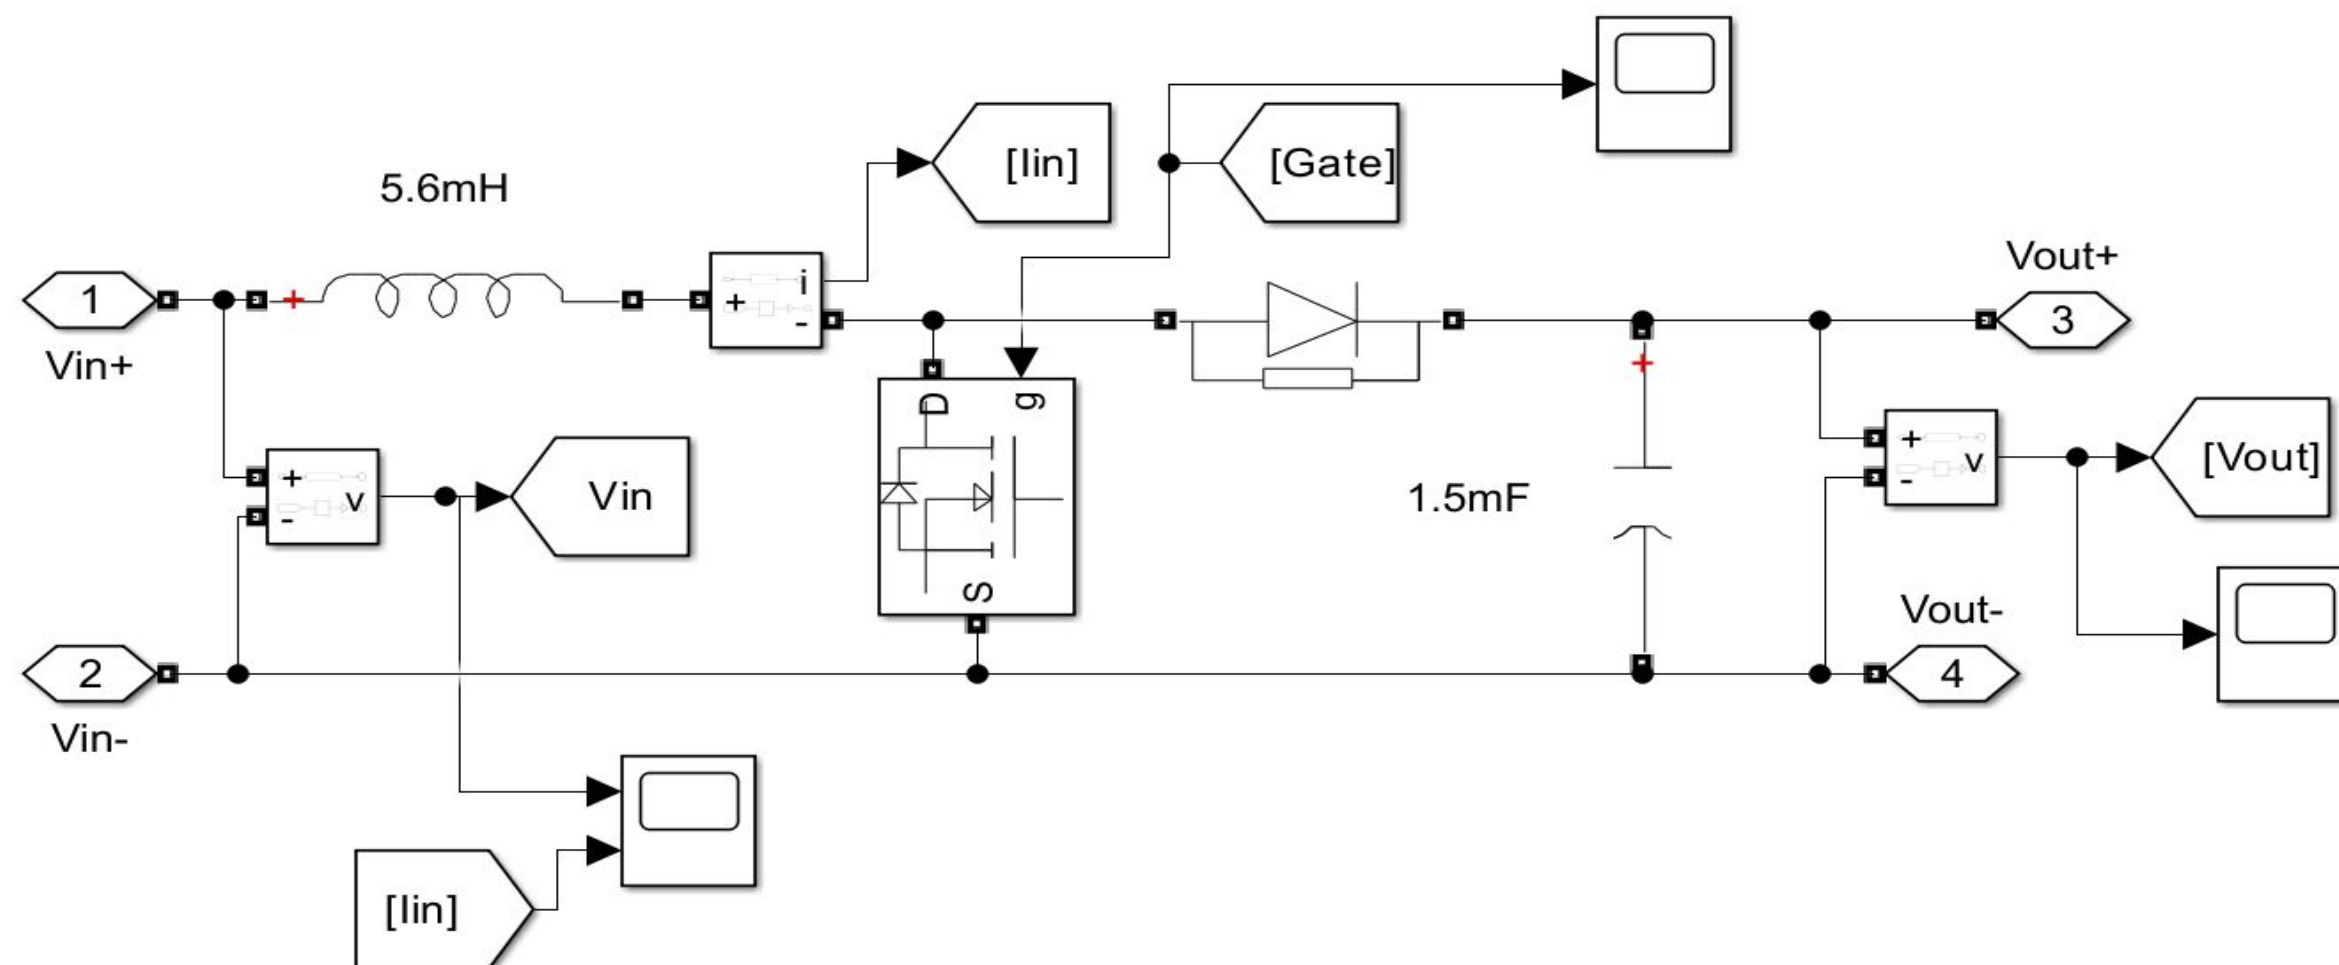 [Iin]
[Gate]
5.6mH
Vout+
1
i
+
-
3
Vin+
D
g
[Vout]
+
v
-
Vin
+
v
-
1.5mF
S
Vout-
2
4
Vin-
[Iin]